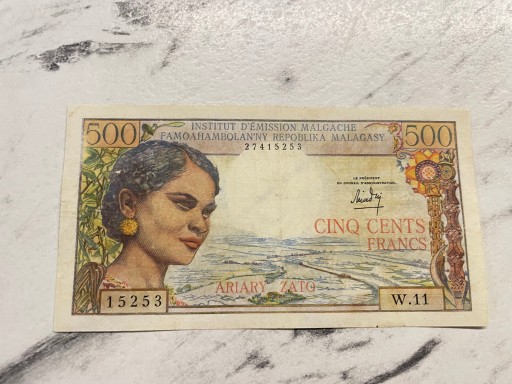 500
INSTITUT D'ÉMISSION MALGACHE
500
FAMOAHAMBOLAN'NY REPOBLIKA MALAGASY
27415253
LE PRÉSIDENT
DU CONSEIL D'ADMINISTRATION,
CINQ CENTS
FRANCS
ARIARY ZATO
15253
W.11